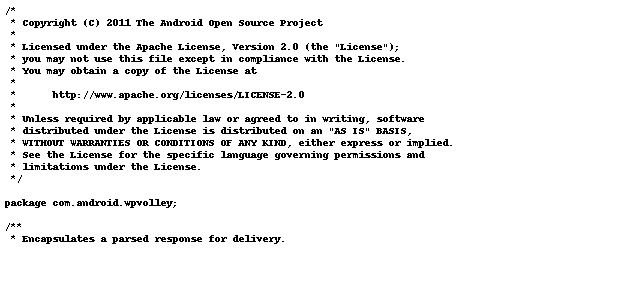 /*
 * Copyright (C) 2011 The Android Open Source Project
 *
 * Licensed under the Apache License, Version 2.0 (the "License");
 * you may not use this file except in compliance with the License.
 * You may obtain a copy of the License at
 *
 *      http://www.apache.org/licenses/LICENSE-2.0
 *
 * Unless required by applicable law or agreed to in writing, software
 * distributed under the License is distributed on an "AS IS" BASIS,
 * WITHOUT WARRANTIES OR CONDITIONS OF ANY KIND, either express or implied.
 * See the License for the specific language governing permissions and
 * limitations under the License.
 */

package com.android.wpvolley;

/**
 * Encapsulates a parsed response for delivery.